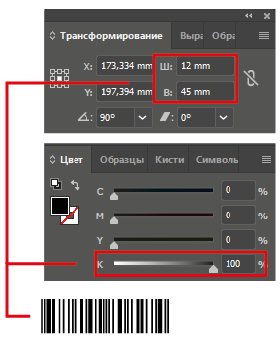 Трансформирование Выра Обра
X: 173,334 mm Ш: 12 mm
Y: 197,394 mm В: 45 mm
90° 0°
Цвет Образцы Кисти Символь
C 0 %
M 0 %
Y 0 %
K 100 %